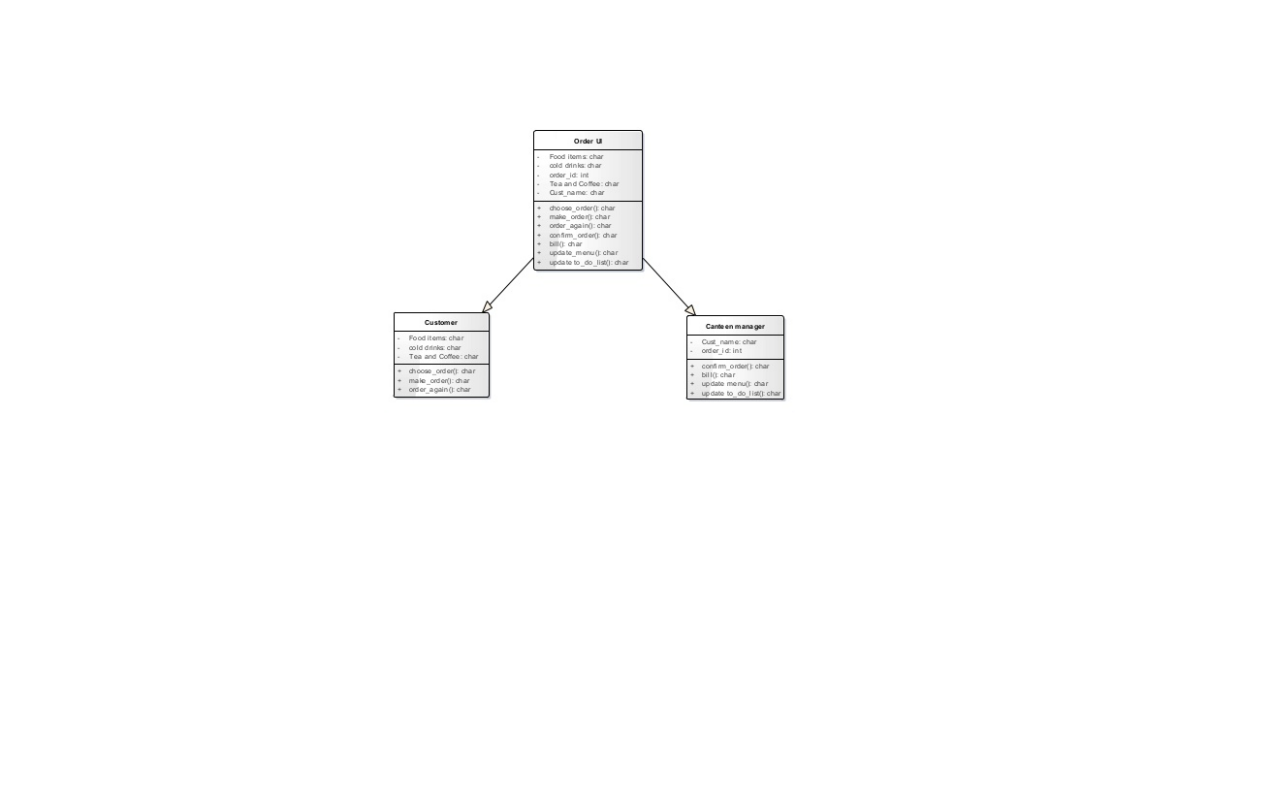 Order UI
- Food items: char
- cold drinks: char
- order_id: int
- Tea and Coffee: char
- Cust_name: char
+ choose_order(): char
+ make_order(): char
+ order_again(): char
+ confirm_order(): char
+ bill(): char
+ update_menu(): char
+ update to_do_list(): char
Customer
- Food items: char
- cold drinks: char
- Tea and Coffee: char
+ choose_order(): char
+ make_order(): char
+ order_again(): char
Canteen manager
- Cust_name: char
- order_id: int
+ confirm_order(): char
+ bill(): char
+ update menu(): char
+ update to_do_list(): char